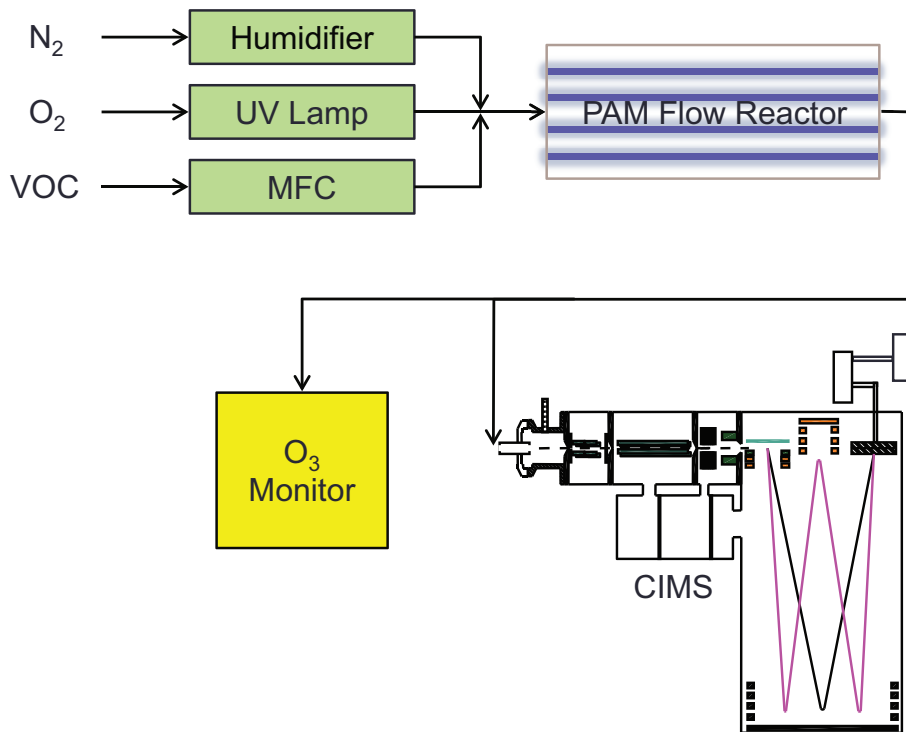 N₂
Humidifier
O₂
UV Lamp
PAM Flow Reactor
VOC
MFC
O₃
Monitor
CIMS